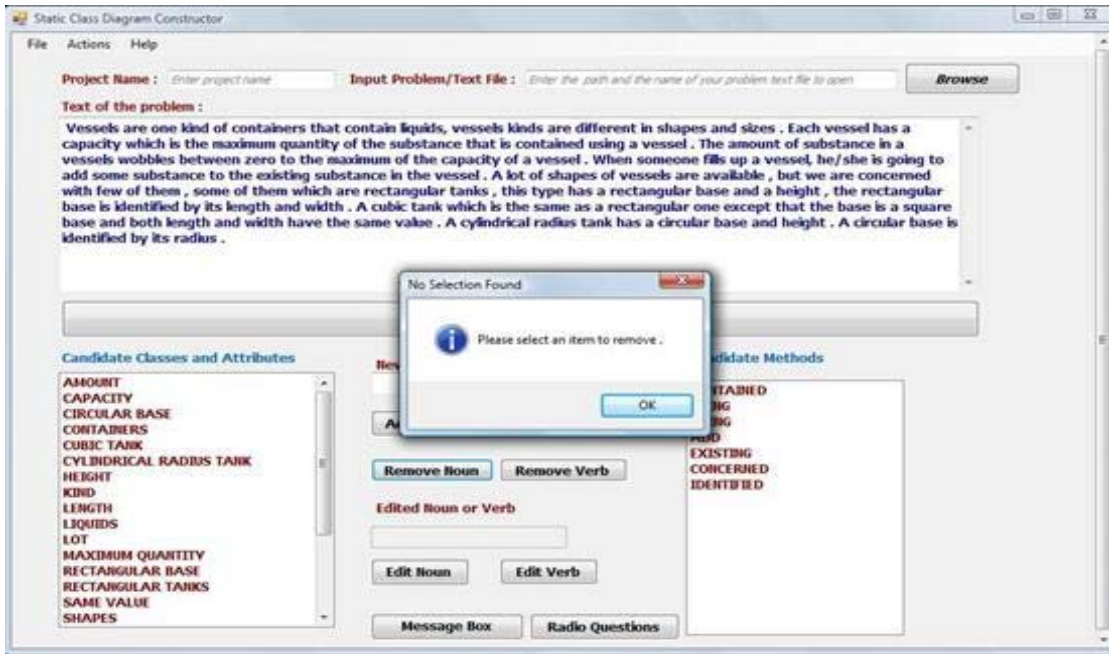 Static Class Diagram Constructor
File Actions Help
Project Name : Enter project name Input Problem/Text File : Enter the path and the name of your problem text file to open Browse
Text of the problem :
Vessels are one kind of containers that contain liquids, vessels kinds are different in shapes and sizes . Each vessel has a
capacity which is the maximum quantity of the substance that is contained using a vessel . The amount of substance in a
vessels wobbles between zero to the maximum of the capacity of a vessel . When someone fills up a vessel, he/she is going to
add some substance to the existing substance in the vessel . A lot of shapes of vessels are available , but we are concerned
with few of them , some of them which are rectangular tanks , this type has a rectangular base and a height , the rectangular
base is identified by its length and width . A cubic tank which is the same as a rectangular one except that the base is a square
base and both length and width have the same value . A cylindrical radius tank has a circular base and height . A circular base is
identified by its radius .
No Selection Found
Please select an item to remove .
OK
Candidate Classes and Attributes
AMOUNT
CAPACITY
CIRCULAR BASE
CONTAINERS
CUBIC TANK
CYLINDRICAL RADIUS TANK
HEIGHT
KIND
LENGTH
LIQUIDS
LOT
MAXIMUM QUANTITY
RECTANGULAR BASE
RECTANGULAR TANKS
SAME VALUE
SHAPES
Remove Noun Remove Verb
Edited Noun or Verb
Edit Noun Edit Verb
Message Box Radio Questions
Methods
ADD
EXISTING
CONCERNED
IDENTIFIED